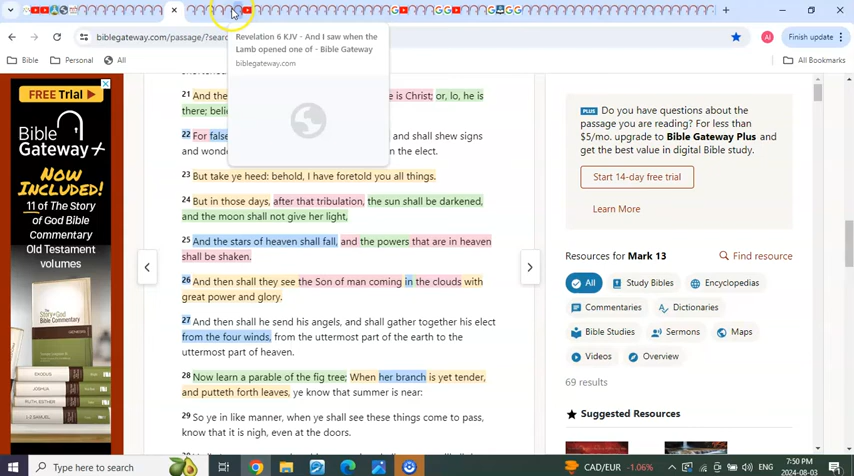 Finish update
biblegateway.com/passage/?sear
Bible
Personal
All
All Bookmarks
Revelation 6 KJV - And I saw when the
Lamb opened one of - Bible Gateway
biblegateway.com
FREE Trial
BIBLE
GATEWAY+
NOW
INCLUDED!
11 of The Story
of God Bible
Commentary
Old Testament
volumes
21 And the
e is Christ; or, lo, he is
22 For false
and shall shew signs
n the elect.
23 But take ye heed: behold, I have foretold you all things.
24 But in those days, after that tribulation, the sun shall be darkened,
and the moon shall not give her light,
25 And the stars of heaven shall fall, and the powers that are in heaven
shall be shaken.
26 And then shall they see the Son of man coming in the clouds with
great power and glory.
27 And then shall he send his angels, and shall gather together his elect
from the four winds, from the uttermost part of the earth to the
uttermost part of heaven.
28 Now learn a parable of the fig tree; When her branch is yet tender,
and putteth forth leaves, ye know that summer is near:
29 So ye in like manner, when ye shall see these things come to pass,
know that it is nigh, even at the doors.
PLUS Do you have questions about the
passage you are reading? For less than
$5/mo. upgrade to Bible Gateway Plus and
get the best value in digital Bible study.
Start 14-day free trial
Learn More
Resources for Mark 13
Find resource
All
Study Bibles
Encyclopedias
Commentaries
Dictionaries
Bible Studies
Sermons
Maps
Videos
Overview
69 results
Suggested Resources
Type here to search
CAD/EUR -1.06%
7:50 PM
2024-08-03